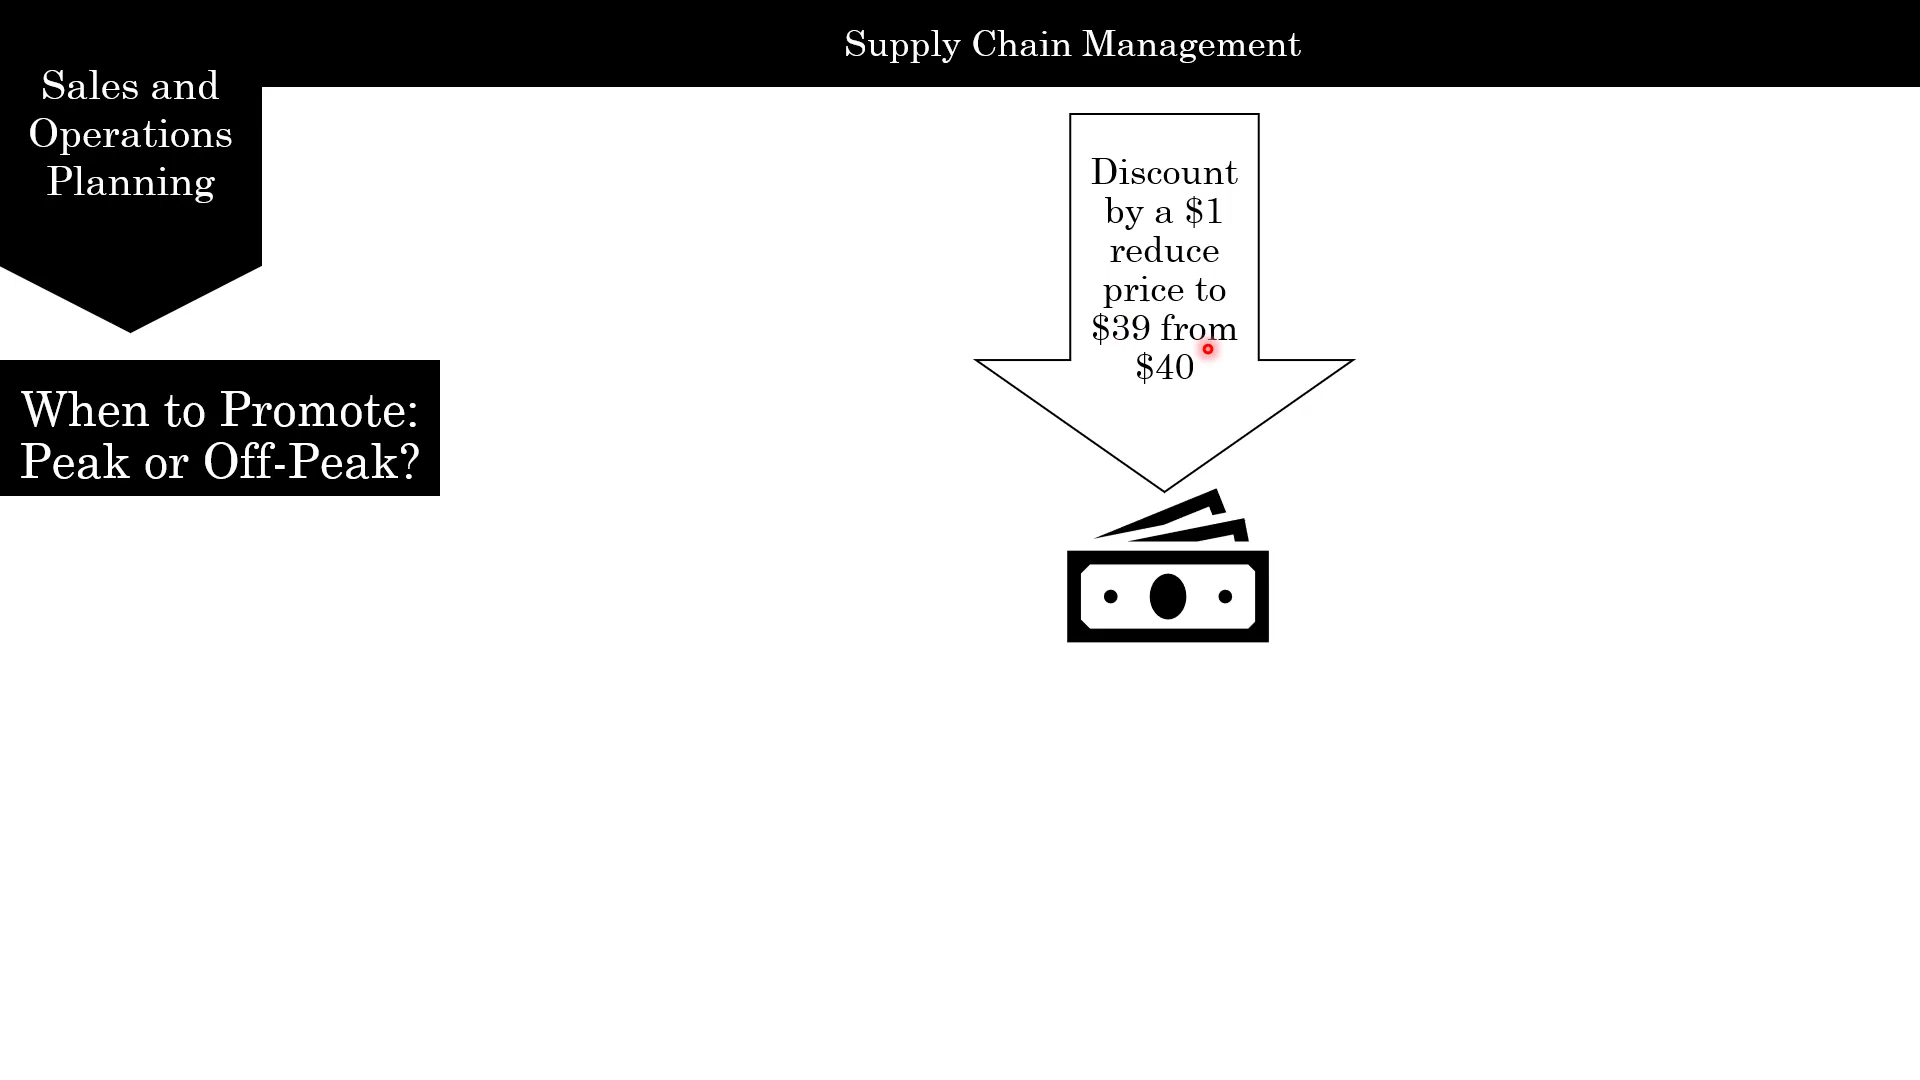 Supply Chain Management
Sales and
Operations
Planning
When to Promote:
Peak or Off-Peak?
Discount
by a $1
reduce
price to
$39 from
$40